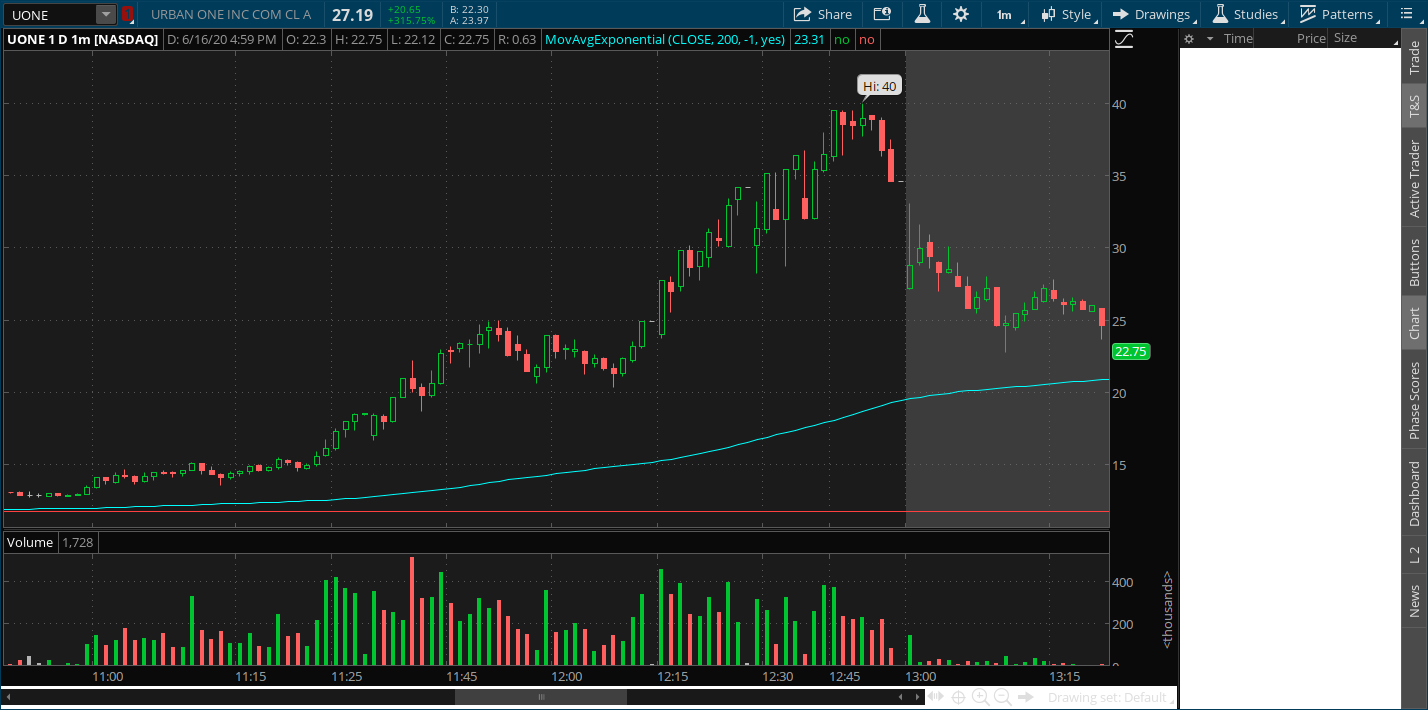 UONE
1
URBAN ONE INC COM CL A
27.19
+20.65
+315.75%
B: 22.30
A: 23.97
Share
1m
Style
Drawings
Studies
Patterns
UONE 1 D 1m [NASDAQ]
D: 6/16/20 4:59 PM
O: 22.3
H: 22.75
L: 22.12
C: 22.75
R: 0.63
MovAvgExponential (CLOSE, 200, -1, yes)
23.31
no
no
Time
Price
Size
Hi: 40
40
35
30
25
22.75
20
15
Volume
1,728
400
200
0
<thousands>
11:00
11:15
11:25
11:45
12:00
12:15
12:30
12:45
13:00
13:15
Drawing set: Default
Trade
T&S
Active Trader
Buttons
Chart
Phase Scores
Dashboard
L 2
News